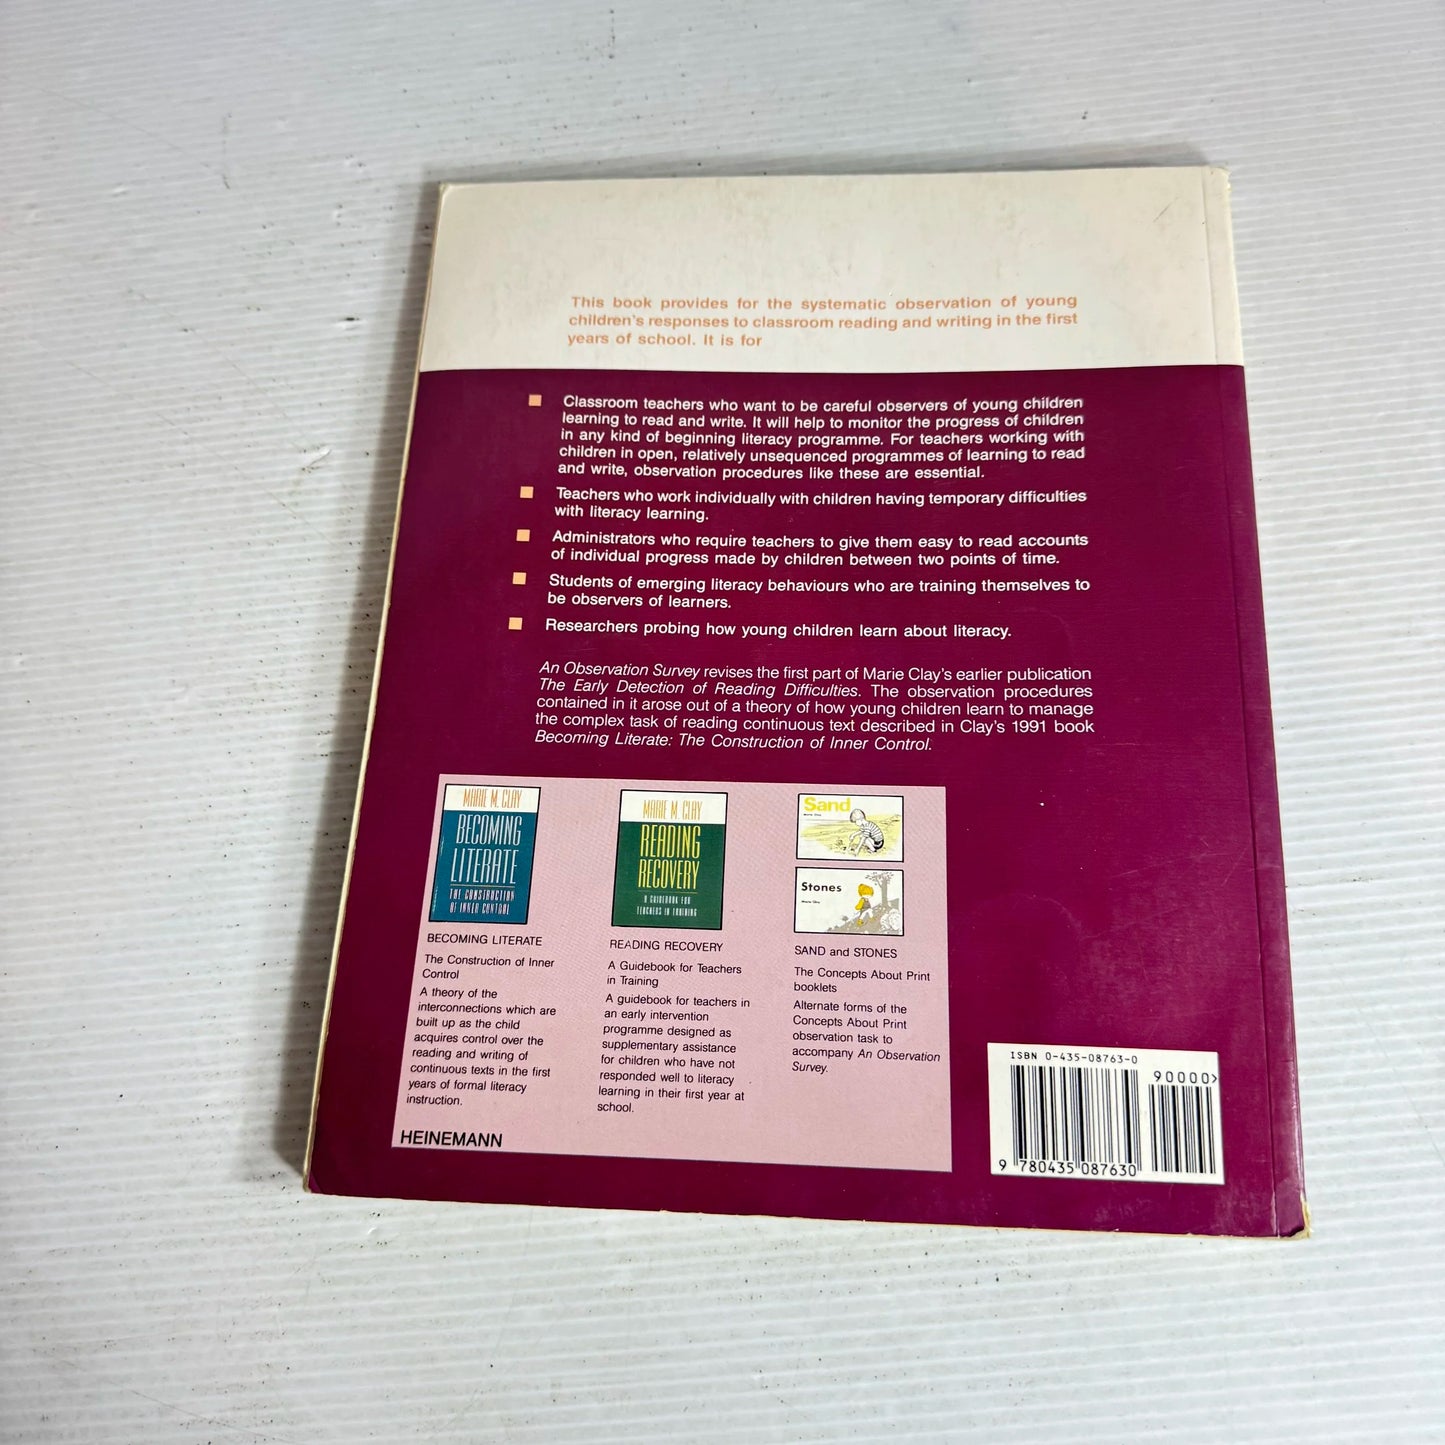 This book provides for the systematic observation of young
children's responses to classroom reading and writing in the first
years of school. It is for
Classroom teachers who want to be careful observers of young children
learning to read and write. It will help to monitor the progress of children
in any kind of beginning literacy programme. For teachers working with
children in open, relatively unsequenced programmes of learning to read
and write, observation procedures like these are essential.
Teachers who work individually with children having temporary difficulties
with literacy learning.
Administrators who require teachers to give them easy to read accounts
of individual progress made by children between two points of time.
Students of emerging literacy behaviours who are training themselves to
be observers of learners.
Researchers probing how young children learn about literacy.
An Observation Survey revises the first part of Marie Clay's earlier publication
The Early Detection of Reading Difficulties. The observation procedures
contained in it arose out of a theory of how young children learn to manage
the complex task of reading continuous text described in Clay's 1991 book
Becoming Literate: The Construction of Inner Control.
MARIE M. CLAY
BECOMING
LITERATE
THE CONSTRUCTION
OF INNER CONTROL
BECOMING LITERATE
The Construction of Inner
Control
A theory of the
interconnections which are
built up as the child
acquires control over the
reading and writing of
continuous texts in the first
years of formal literacy
instruction.
MARIE M. CLAY
READING
RECOVERY
A GUIDEBOOK FOR
TEACHERS IN TRAINING
READING RECOVERY
A Guidebook for Teachers
in Training
A guidebook for teachers in
an early intervention
programme designed as
supplementary assistance
for children who have not
responded well to literacy
learning in their first year at
school.
Sand
Marie Clay
Stones
Marie Clay
SAND and STONES
The Concepts About Print
booklets
Alternate forms of the
Concepts About Print
observation task to
accompany An Observation
Survey.
HEINEMANN
ISBN 0-435-08763-0
90000>
9 780435 087630